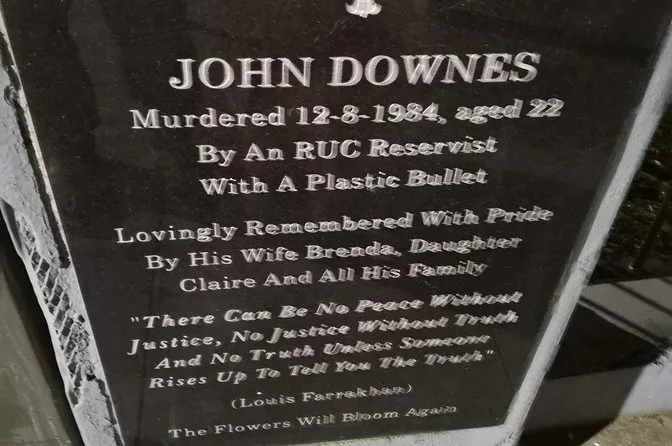 JOHN DOWNES
Murdered 12-8-1984, aged 22
By An RUC Reservist
With A Plastic Bullet
Lovingly Remembered With Pride
By His Wife Brenda, Daughter
Claire And All His Family
"There Can Be No Peace Without
Justice, No Justice Without Truth
And No Truth Unless Someone
Rises Up To Tell You The Truth"
(Louis Farrakhan)
The Flowers Will Bloom Again